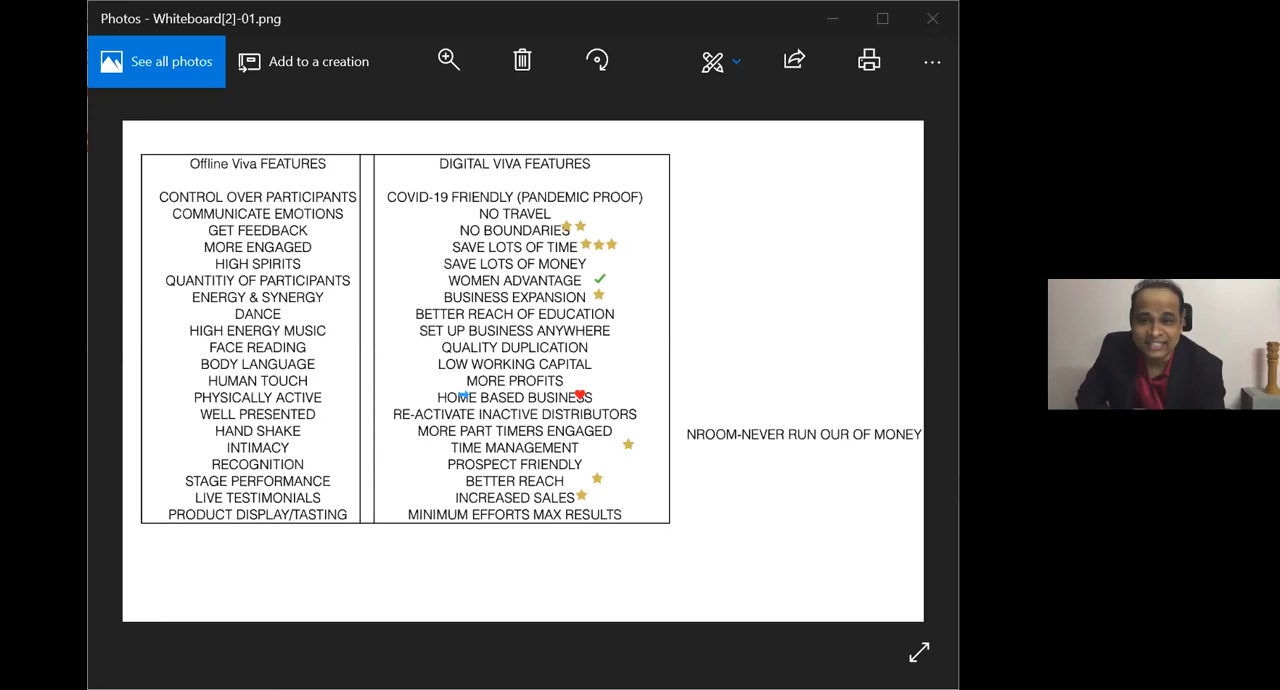 Photos - Whiteboard[2]-01.png
See all photos
Add to a creation
Offline Viva FEATURES
CONTROL OVER PARTICIPANTS
COMMUNICATE EMOTIONS
GET FEEDBACK
MORE ENGAGED
HIGH SPIRITS
QUANTITIY OF PARTICIPANTS
ENERGY & SYNERGY
DANCE
HIGH ENERGY MUSIC
FACE READING
BODY LANGUAGE
HUMAN TOUCH
PHYSICALLY ACTIVE
WELL PRESENTED
HAND SHAKE
INTIMACY
RECOGNITION
STAGE PERFORMANCE
LIVE TESTIMONIALS
PRODUCT DISPLAY/TASTING
DIGITAL VIVA FEATURES
COVID-19 FRIENDLY (PANDEMIC PROOF)
NO TRAVEL
NO BOUNDARIES
SAVE LOTS OF TIME
SAVE LOTS OF MONEY
WOMEN ADVANTAGE
BUSINESS EXPANSION
BETTER REACH OF EDUCATION
SET UP BUSINESS ANYWHERE
QUALITY DUPLICATION
LOW WORKING CAPITAL
MORE PROFITS
HOME BASED BUSINESS
RE-ACTIVATE INACTIVE DISTRIBUTORS
MORE PART TIMERS ENGAGED
TIME MANAGEMENT
PROSPECT FRIENDLY
BETTER REACH
INCREASED SALES
MINIMUM EFFORTS MAX RESULTS
NROOM-NEVER RUN OUR OF MONEY